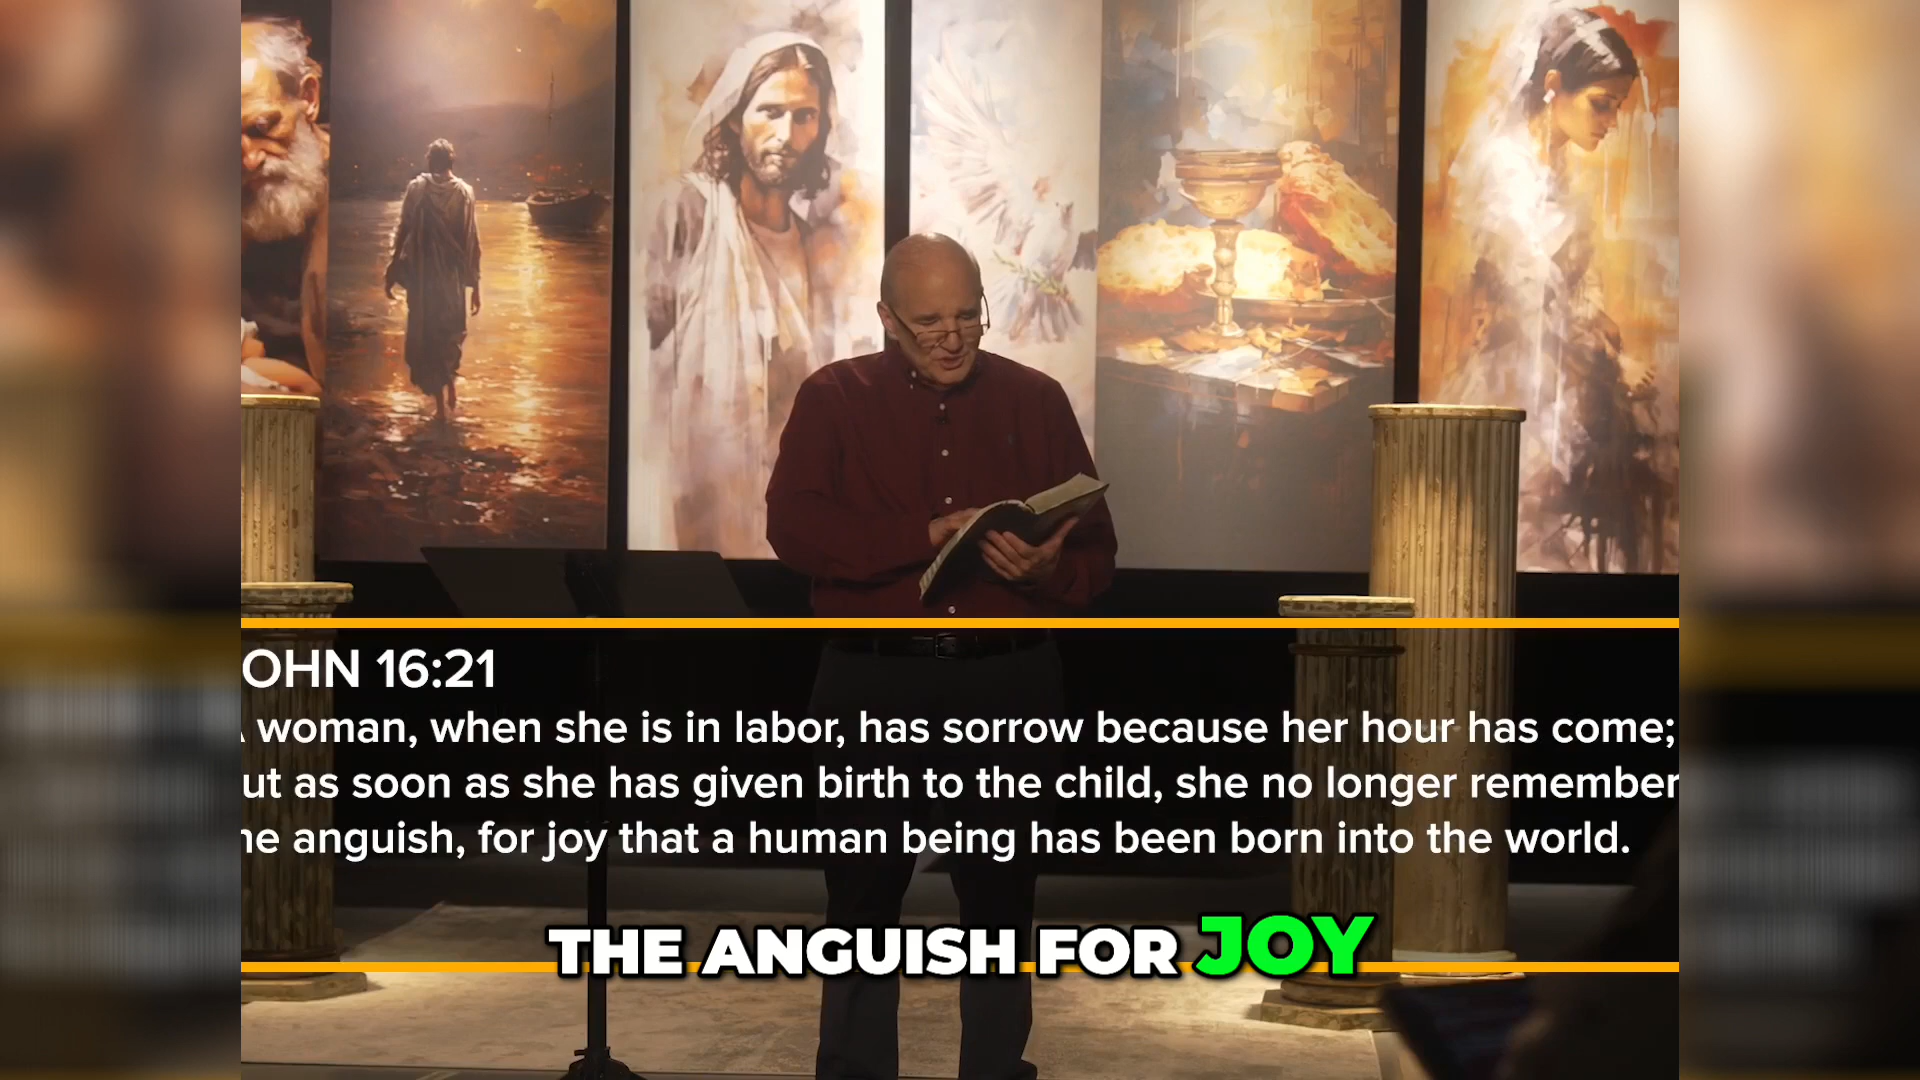 OHN 16:21
woman, when she is in labor, has sorrow because her hour has come;
ut as soon as she has given birth to the child, she no longer remember
he anguish, for joy that a human being has been born into the world.
THE ANGUISH FOR JOY